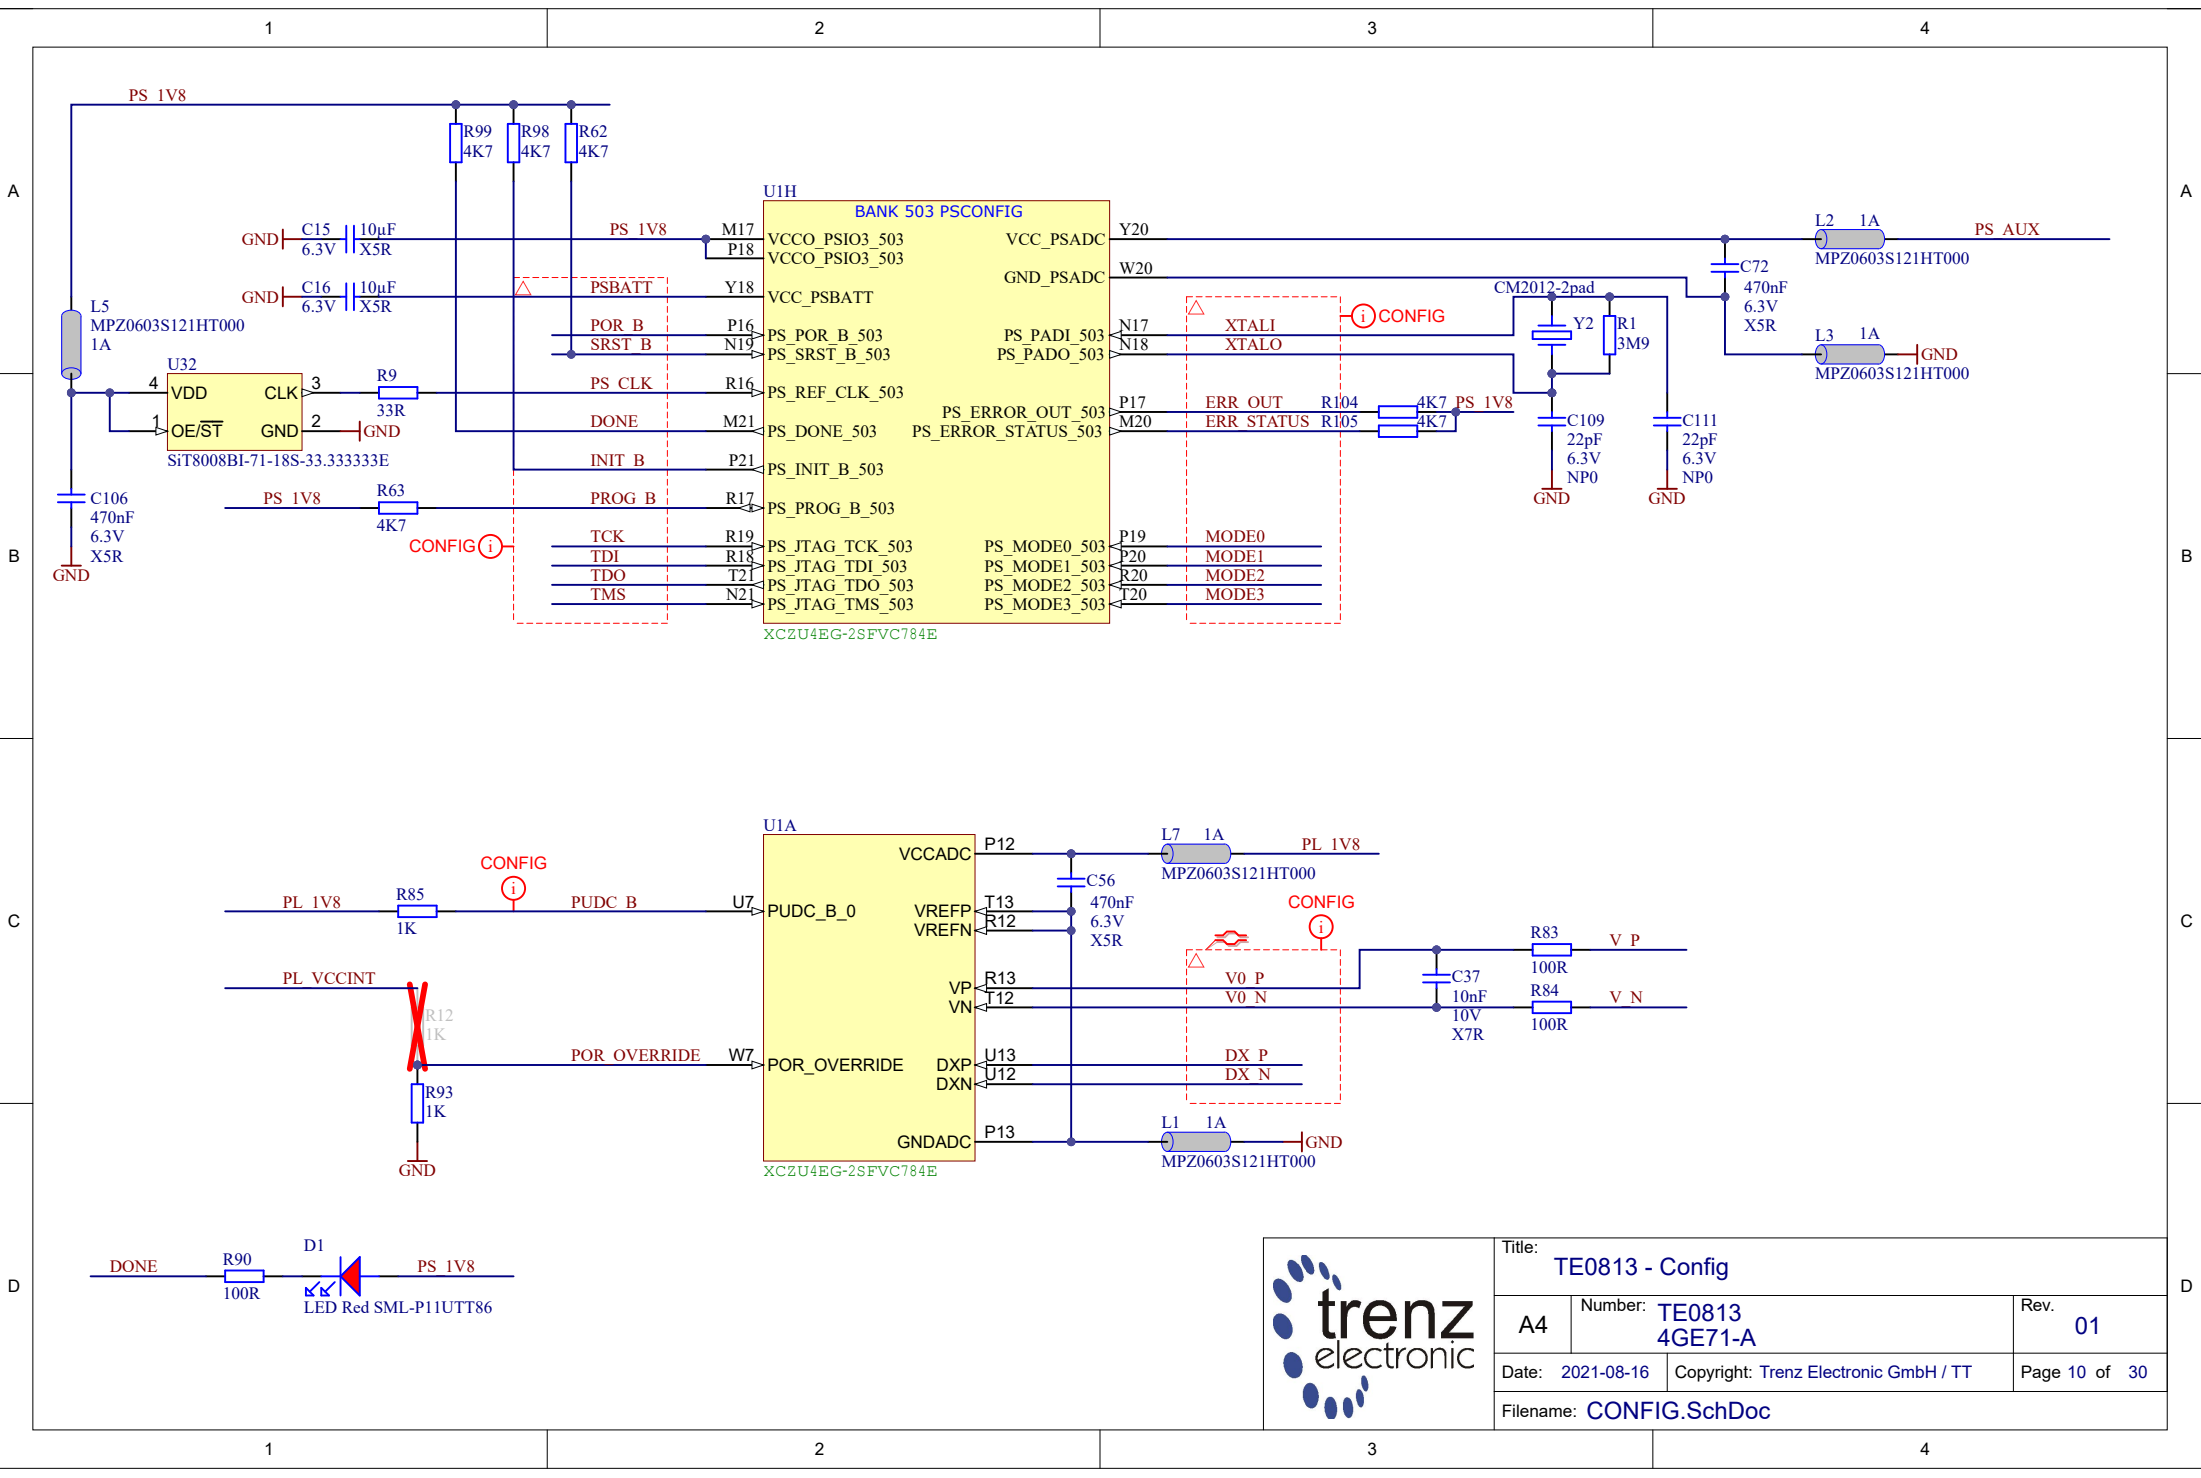 1 2 3 4
A
B
C
D
A
B
C
D
PS_1V8
R99
4K7
R98
4K7
R62
4K7
L5
MPZ0603S121HT000
1A
C15
6.3V
10µF
X5R
GND
PS_1V8
C16
6.3V
10µF
X5R
GND
PSBATT
POR_B
SRST_B
U32
4 VDD
CLK 3
1 OE/ST
GND 2
GND
SiT8008BI-71-18S-33.333333E
R9
33R
PS_CLK
DONE
INIT_B
C106
470nF
6.3V
X5R
GND
PS_1V8
R63
4K7
PROG_B
CONFIG i
TCK
TDI
TDO
TMS
U1H
BANK 503 PSCONFIG
M17 VCCO_PSIO3_503
P18 VCCO_PSIO3_503
Y18 VCC_PSBATT
P16 PS_POR_B_503
N19 PS_SRST_B_503
R16 PS_REF_CLK_503
M21 PS_DONE_503
P21 PS_INIT_B_503
R17 PS_PROG_B_503
R19 PS_JTAG_TCK_503
R18 PS_JTAG_TDI_503
T21 PS_JTAG_TDO_503
N21 PS_JTAG_TMS_503
VCC_PSADC Y20
GND_PSADC W20
PS_PADI_503 N17
PS_PADO_503 N18
PS_ERROR_OUT_503 P17
PS_ERROR_STATUS_503 M20
PS_MODE0_503 P19
PS_MODE1_503 P20
PS_MODE2_503 R20
PS_MODE3_503 T20
XCZU4EG-2SFVC784E
i CONFIG
XTALI
XTALO
ERR_OUT R104 4K7 PS_1V8
ERR_STATUS R105 4K7
MODE0
MODE1
MODE2
MODE3
CM2012-2pad
Y2
R1
3M9
C109
22pF
6.3V
NP0
GND
C111
22pF
6.3V
NP0
GND
L2 1A
MPZ0603S121HT000
PS_AUX
C72
470nF
6.3V
X5R
L3 1A
MPZ0603S121HT000
GND
CONFIG
i
PL_1V8
R85
1K
PUDC_B
PL_VCCINT
R12
1K
POR_OVERRIDE
R93
1K
GND
U1A
U7 PUDC_B_0
W7 POR_OVERRIDE
VCCADC P12
VREFP T13
VREFN R12
VP R13
VN T12
DXP U13
DXN U12
GNDADC P13
XCZU4EG-2SFVC784E
C56
470nF
6.3V
X5R
L7 1A
MPZ0603S121HT000
PL_1V8
CONFIG
i
V0_P
V0_N
DX_P
DX_N
C37
10nF
10V
X7R
R83
100R
V_P
R84
100R
V_N
L1 1A
MPZ0603S121HT000
GND
DONE
R90
100R
D1
LED Red SML-P11UTT86
PS_1V8
trenz
electronic
Title:
TE0813 - Config
A4
Number: TE0813
4GE71-A
Rev.
01
Date: 2021-08-16
Copyright: Trenz Electronic GmbH / TT
Page 10 of 30
Filename: CONFIG.SchDoc
1 2 3 4